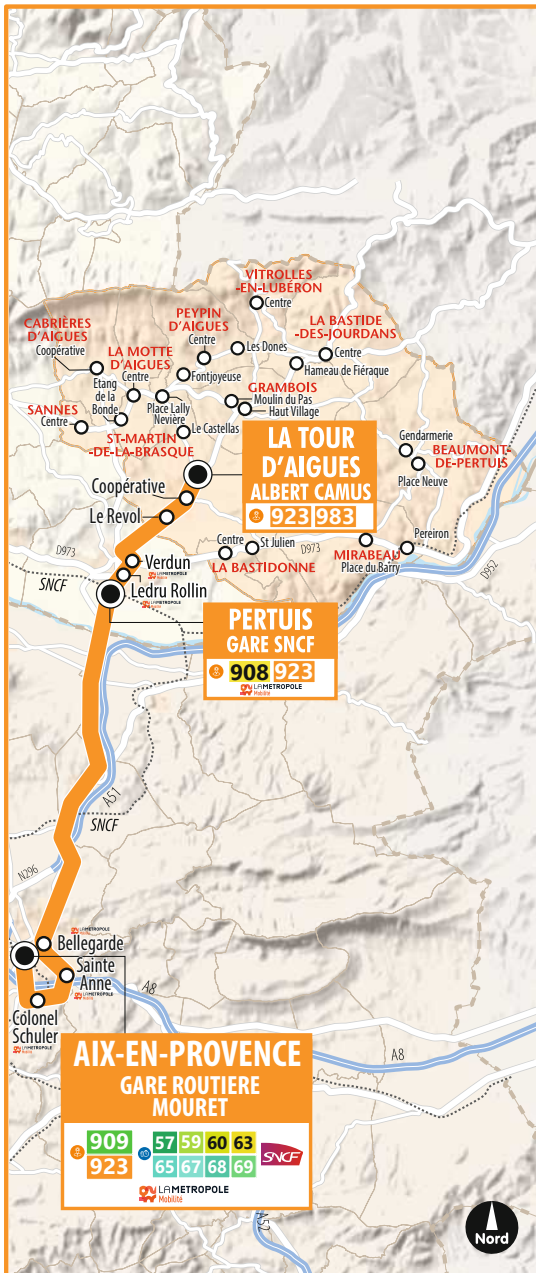 VITROLLES
-EN-LUBÉRON
Centre
PEYPIN
D'AIGUES
Centre
LA BASTIDE
-DES-JOURDANS
Centre
CABRIÈRES
D'AIGUES
Coopérative
LA MOTTE
D'AIGUES
Centre
Les Dones
Hameau de Fiéraque
Fontjoyeuse
Etang
de la
Bonde
GRAMBOIS
Moulin du Pas
Haut Village
SANNES
Centre
Place Lally
Nevière
Le Castellas
ST-MARTIN
-DE-LA-BRASQUE
LA TOUR
D'AIGUES
ALBERT CAMUS
923 983
Gendarmerie
BEAUMONT-
DE-PERTUIS
Place Neuve
Coopérative
Le Revol
D973
Centre
St Julien
D973
LA BASTIDONNE
MIRABEAU
Place du Barry
Pereiron
D952
SNCF
Verdun
LAMETROPOLE
Ledru Rollin
LAMETROPOLE
PERTUIS
GARE SNCF
908 923
LAMETROPOLE
Mobilité
A51
SNCF
N296
LAMETROPOLE
Bellegarde
Sainte
Anne
LAMETROPOLE
A8
Colonel
Schuler
LAMETROPOLE
A8
AIX-EN-PROVENCE
GARE ROUTIERE
MOURET
909 57 59 60 63
923 65 67 68 69
SNCF
LAMETROPOLE
Mobilité
A52
Nord